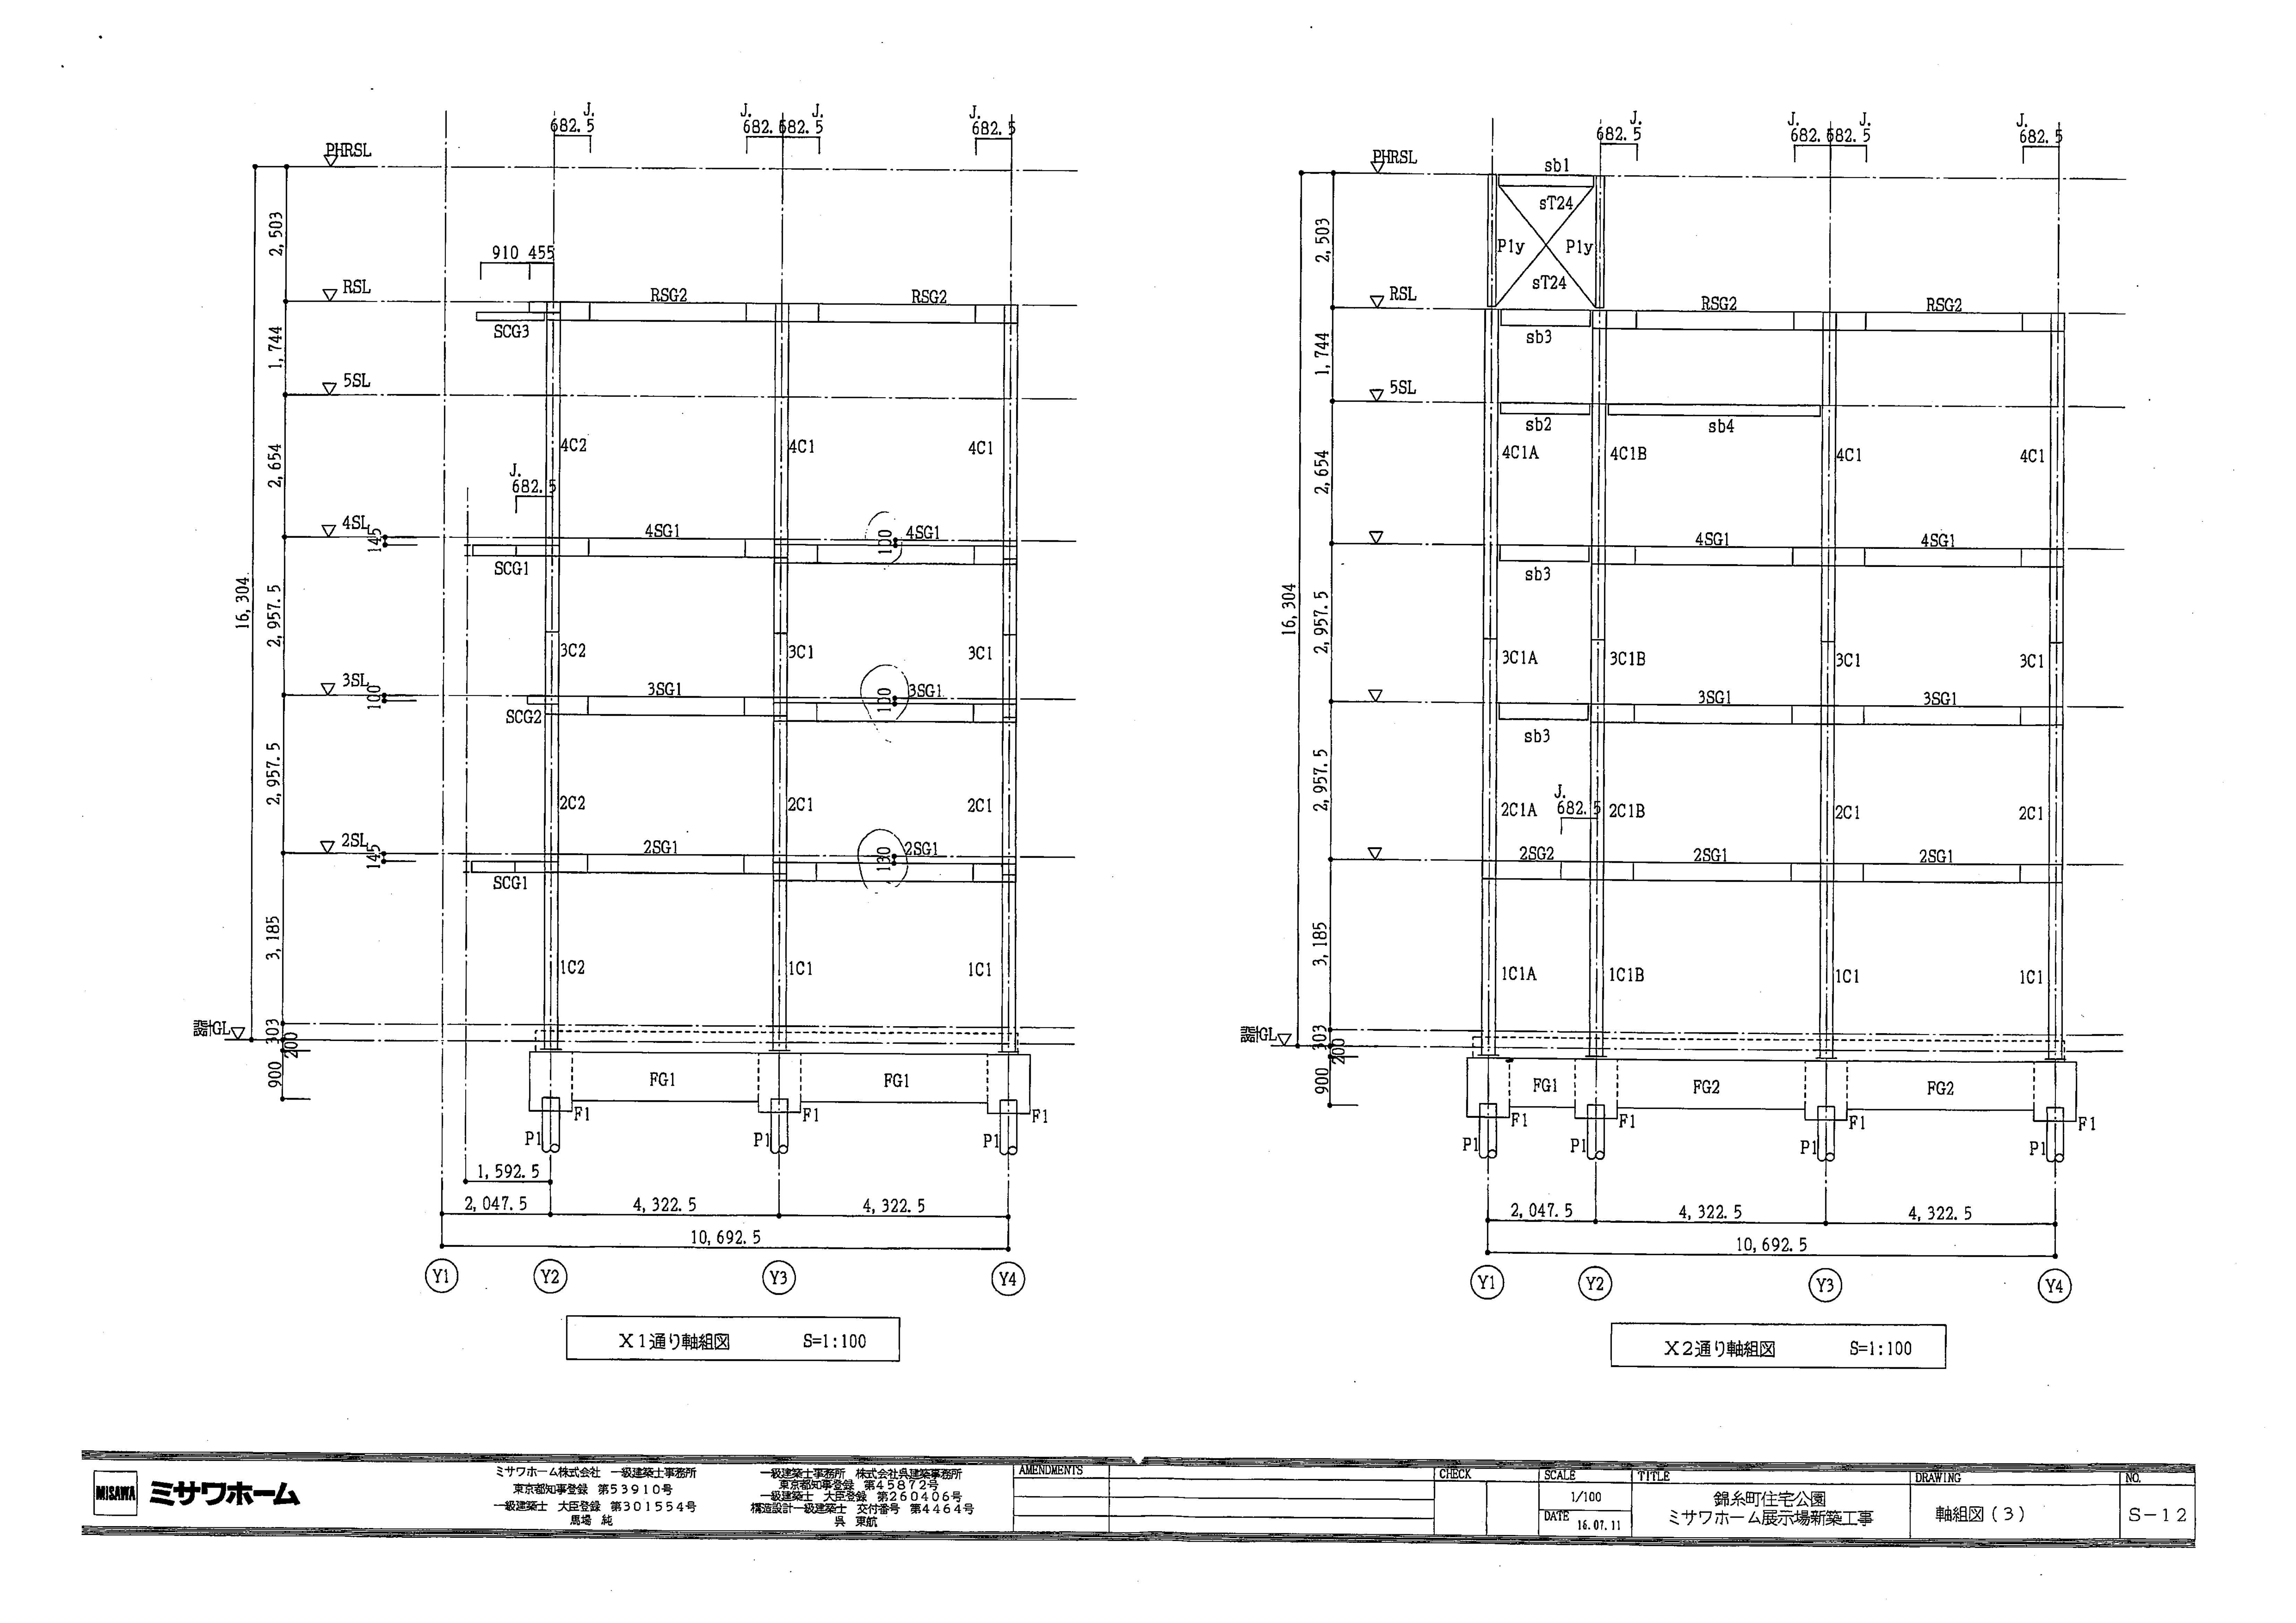 J.
682.5
J. J.
682.5 682.5
J.
682.5
PHRSL
2,503
910 455
RSL
RSG2 RSG2
SCG3
1,744
5SL
2,654
4C2 4C1 4C1
J.
682.5
4SL
145
4SG1 100 4SG1
SCG1
16,304
2,957.5
3C2 3C1 3C1
3SL
100
3SG1 100 3SG1
SCG2
2,957.5
2C2 2C1 2C1
2SL
145
2SG1 130 2SG1
SCG1
3,185
1C2 1C1 1C1
設計GL
303
200
900
FG1 FG1
F1 F1 F1
P1 P1 P1
1,592.5
2,047.5 4,322.5 4,322.5
10,692.5
Y1 Y2 Y3 Y4
X1通り軸組図 S=1:100
J.
682.5
J. J.
682.5 682.5
J.
682.5
PHRSL
sb1
sT24
2,503
P1y P1y
sT24
RSL
RSG2 RSG2
sb3
1,744
5SL
sb2 sb4
2,654
4C1A 4C1B 4C1 4C1
4SG1 4SG1
sb3
16,304
2,957.5
3C1A 3C1B 3C1 3C1
3SG1 3SG1
sb3
2,957.5
J.
682.5
2C1A 2C1B 2C1 2C1
2SG2 2SG1 2SG1
3,185
1C1A 1C1B 1C1 1C1
設計GL
303
200
900
FG1 FG2 FG2
F1 F1 F1 F1
P1 P1 P1 P1
2,047.5 4,322.5 4,322.5
10,692.5
Y1 Y2 Y3 Y4
X2通り軸組図 S=1:100
MISAWA ミサワホーム
ミサワホーム株式会社 一級建築士事務所
東京都知事登録 第53910号
一級建築士 大臣登録 第301554号
馬場 純
一級建築士事務所 株式会社呉建築事務所
東京都知事登録 第45872号
一級建築士 大臣登録 第260406号
構造設計一級建築士 交付番号 第4464号
呉 東航
AMENDMENTS
CHECK
SCALE
1/100
DATE 16.07.11
TITLE
錦糸町住宅公園
ミサワホーム展示場新築工事
DRAWING
軸組図(3)
NO.
S-12